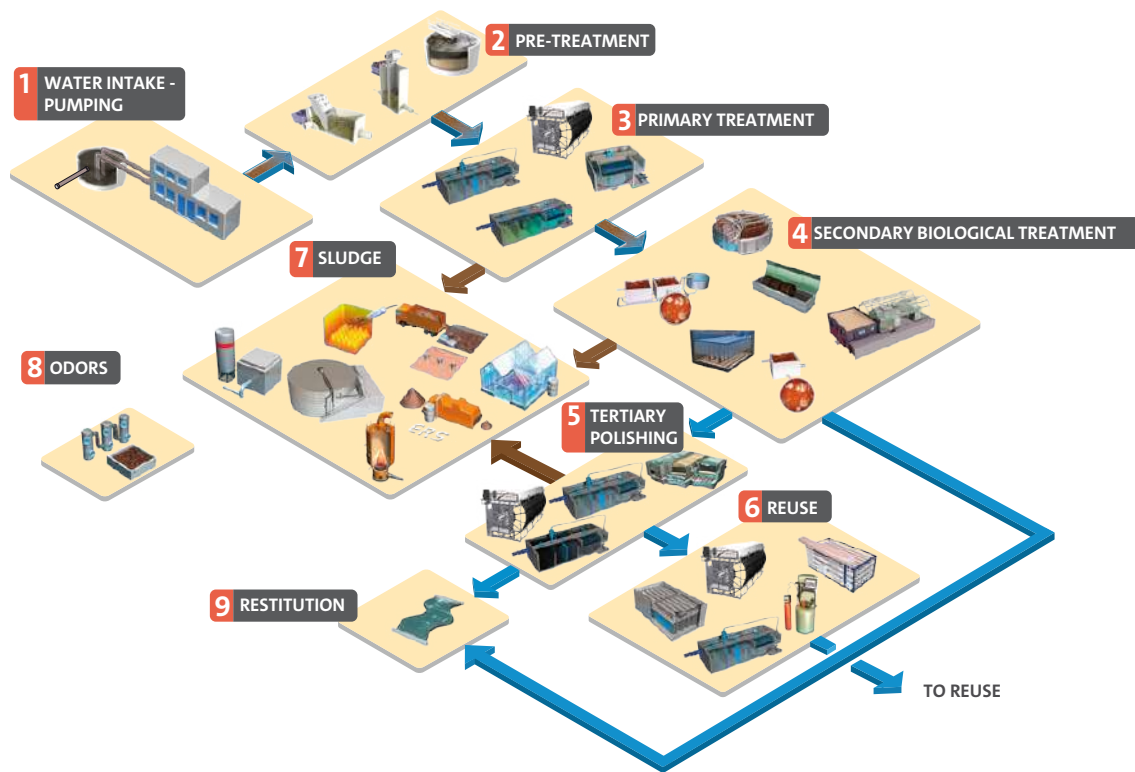 1 WATER INTAKE -
PUMPING
2 PRE-TREATMENT
3 PRIMARY TREATMENT
4 SECONDARY BIOLOGICAL TREATMENT
7 SLUDGE
8 ODORS
5 TERTIARY
POLISHING
ERS
6 REUSE
9 RESTITUTION
TO REUSE